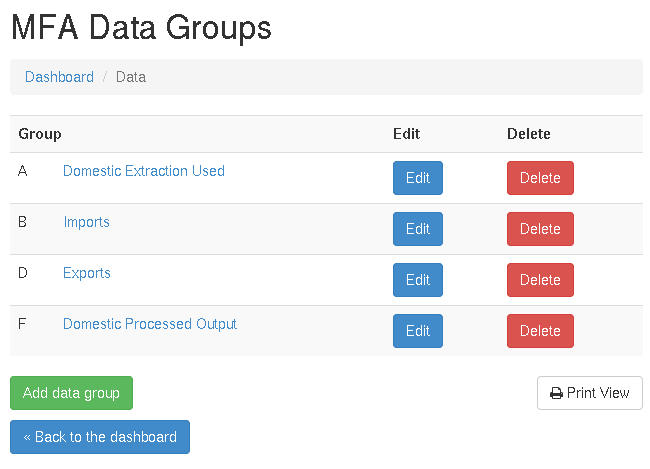 MFA Data Groups
Dashboard / Data
Group Edit Delete
A Domestic Extraction Used Edit Delete
B Imports Edit Delete
D Exports Edit Delete
F Domestic Processed Output Edit Delete
Add data group Print View
« Back to the dashboard